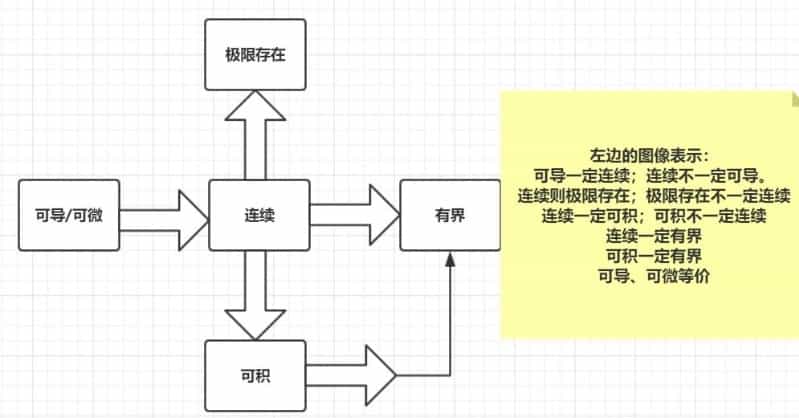 极限存在
可导/可微
连续
有界
可积
左边的图像表示：
可导一定连续；连续不一定可导。
连续则极限存在；极限存在不一定连续
连续一定可积；可积不一定连续
连续一定有界
可积一定有界
可导、可微等价